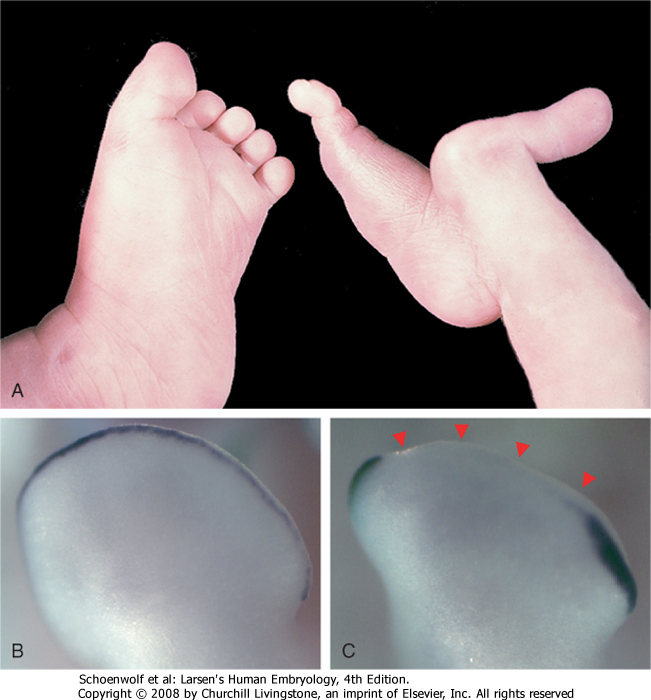 A
B
C
Schoenwolf et al: Larsen's Human Embryology, 4th Edition.
Copyright © 2008 by Churchill Livingstone, an imprint of Elsevier, Inc. All rights reserved